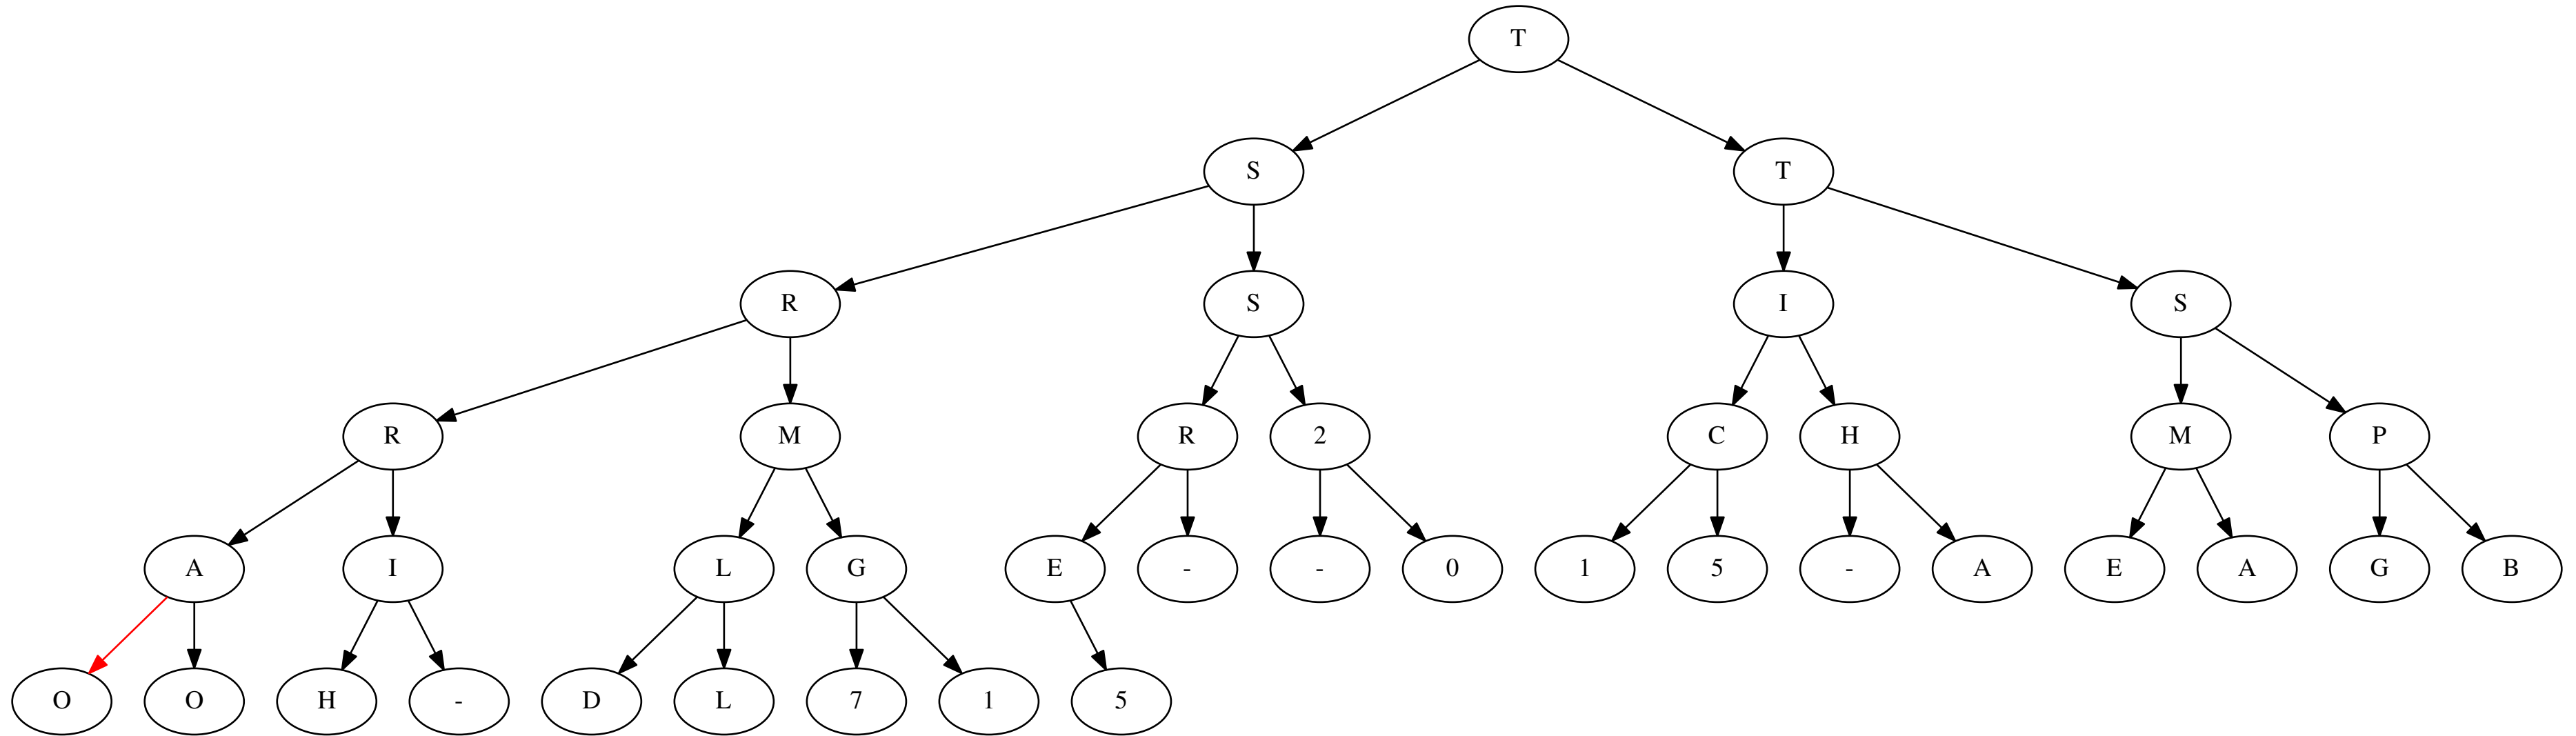 T
S T
R S I S
R M R 2 C H M P
A I L G E - - 0 1 5 - A E A G B
O O H - D L 7 1 5